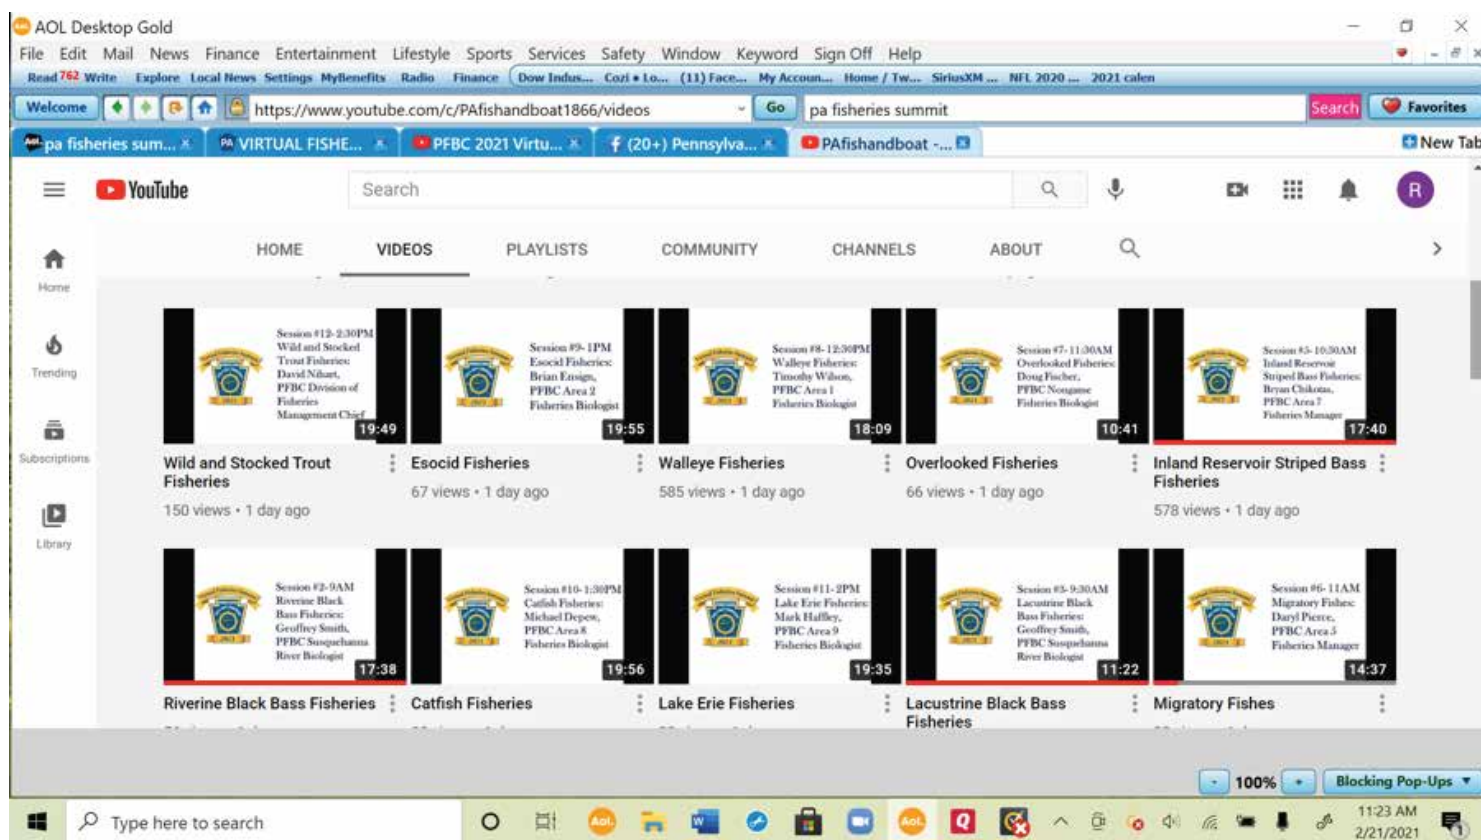 AOL Desktop Gold
File Edit Mail News Finance Entertainment Lifestyle Sports Services Safety Window Keyword Sign Off Help
Read 762 Write Explore Local News Settings MyBenefits Radio Finance Dow Indus... Cozi • Lo... (11) Face... My Accoun... Home / Tw... SiriusXM ... NFL 2020 ... 2021 calen
Welcome https://www.youtube.com/c/PAfishandboat1866/videos Go pa fisheries summit Search Favorites
pa fisheries sum... VIRTUAL FISHE... PFBC 2021 Virtu... (20+) Pennsylva... PAfishandboat -... New Tab
YouTube Search R
HOME VIDEOS PLAYLISTS COMMUNITY CHANNELS ABOUT
Home
Trending
Subscriptions
Library
Session #12- 2:30PM
Wild and Stocked
Trout Fisheries:
David Nihart,
PFBC Division of
Fisheries
Management Chief
19:49
Wild and Stocked Trout
Fisheries
150 views • 1 day ago
Session #9- 1PM
Esocid Fisheries:
Brian Ensign,
PFBC Area 2
Fisheries Biologist
19:55
Esocid Fisheries
67 views • 1 day ago
Session #8- 12:30PM
Walleye Fisheries:
Timothy Wilson,
PFBC Area 1
Fisheries Biologist
18:09
Walleye Fisheries
585 views • 1 day ago
Session #7- 11:30AM
Overlooked Fisheries:
Doug Fischer,
PFBC Nongame
Fisheries Biologist
10:41
Overlooked Fisheries
66 views • 1 day ago
Session #5- 10:30AM
Inland Reservoir
Striped Bass Fisheries:
Bryan Chikotas,
PFBC Area 7
Fisheries Manager
17:40
Inland Reservoir Striped Bass
Fisheries
578 views • 1 day ago
Session #2- 9AM
Riverine Black
Bass Fisheries:
Geoffrey Smith,
PFBC Susquehanna
River Biologist
17:38
Riverine Black Bass Fisheries
Session #10- 1:30PM
Catfish Fisheries:
Michael Depew,
PFBC Area 8
Fisheries Biologist
19:56
Catfish Fisheries
Session #11- 2PM
Lake Erie Fisheries:
Mark Haffley,
PFBC Area 9
Fisheries Biologist
19:35
Lake Erie Fisheries
Session #3- 9:30AM
Lacustrine Black
Bass Fisheries:
Geoffrey Smith,
PFBC Susquehanna
River Biologist
11:22
Lacustrine Black Bass
Fisheries
Session #6- 11AM
Migratory Fishes:
Daryl Pierce,
PFBC Area 5
Fisheries Manager
14:37
Migratory Fishes
- 100% + Blocking Pop-Ups
Type here to search
11:23 AM
2/21/2021